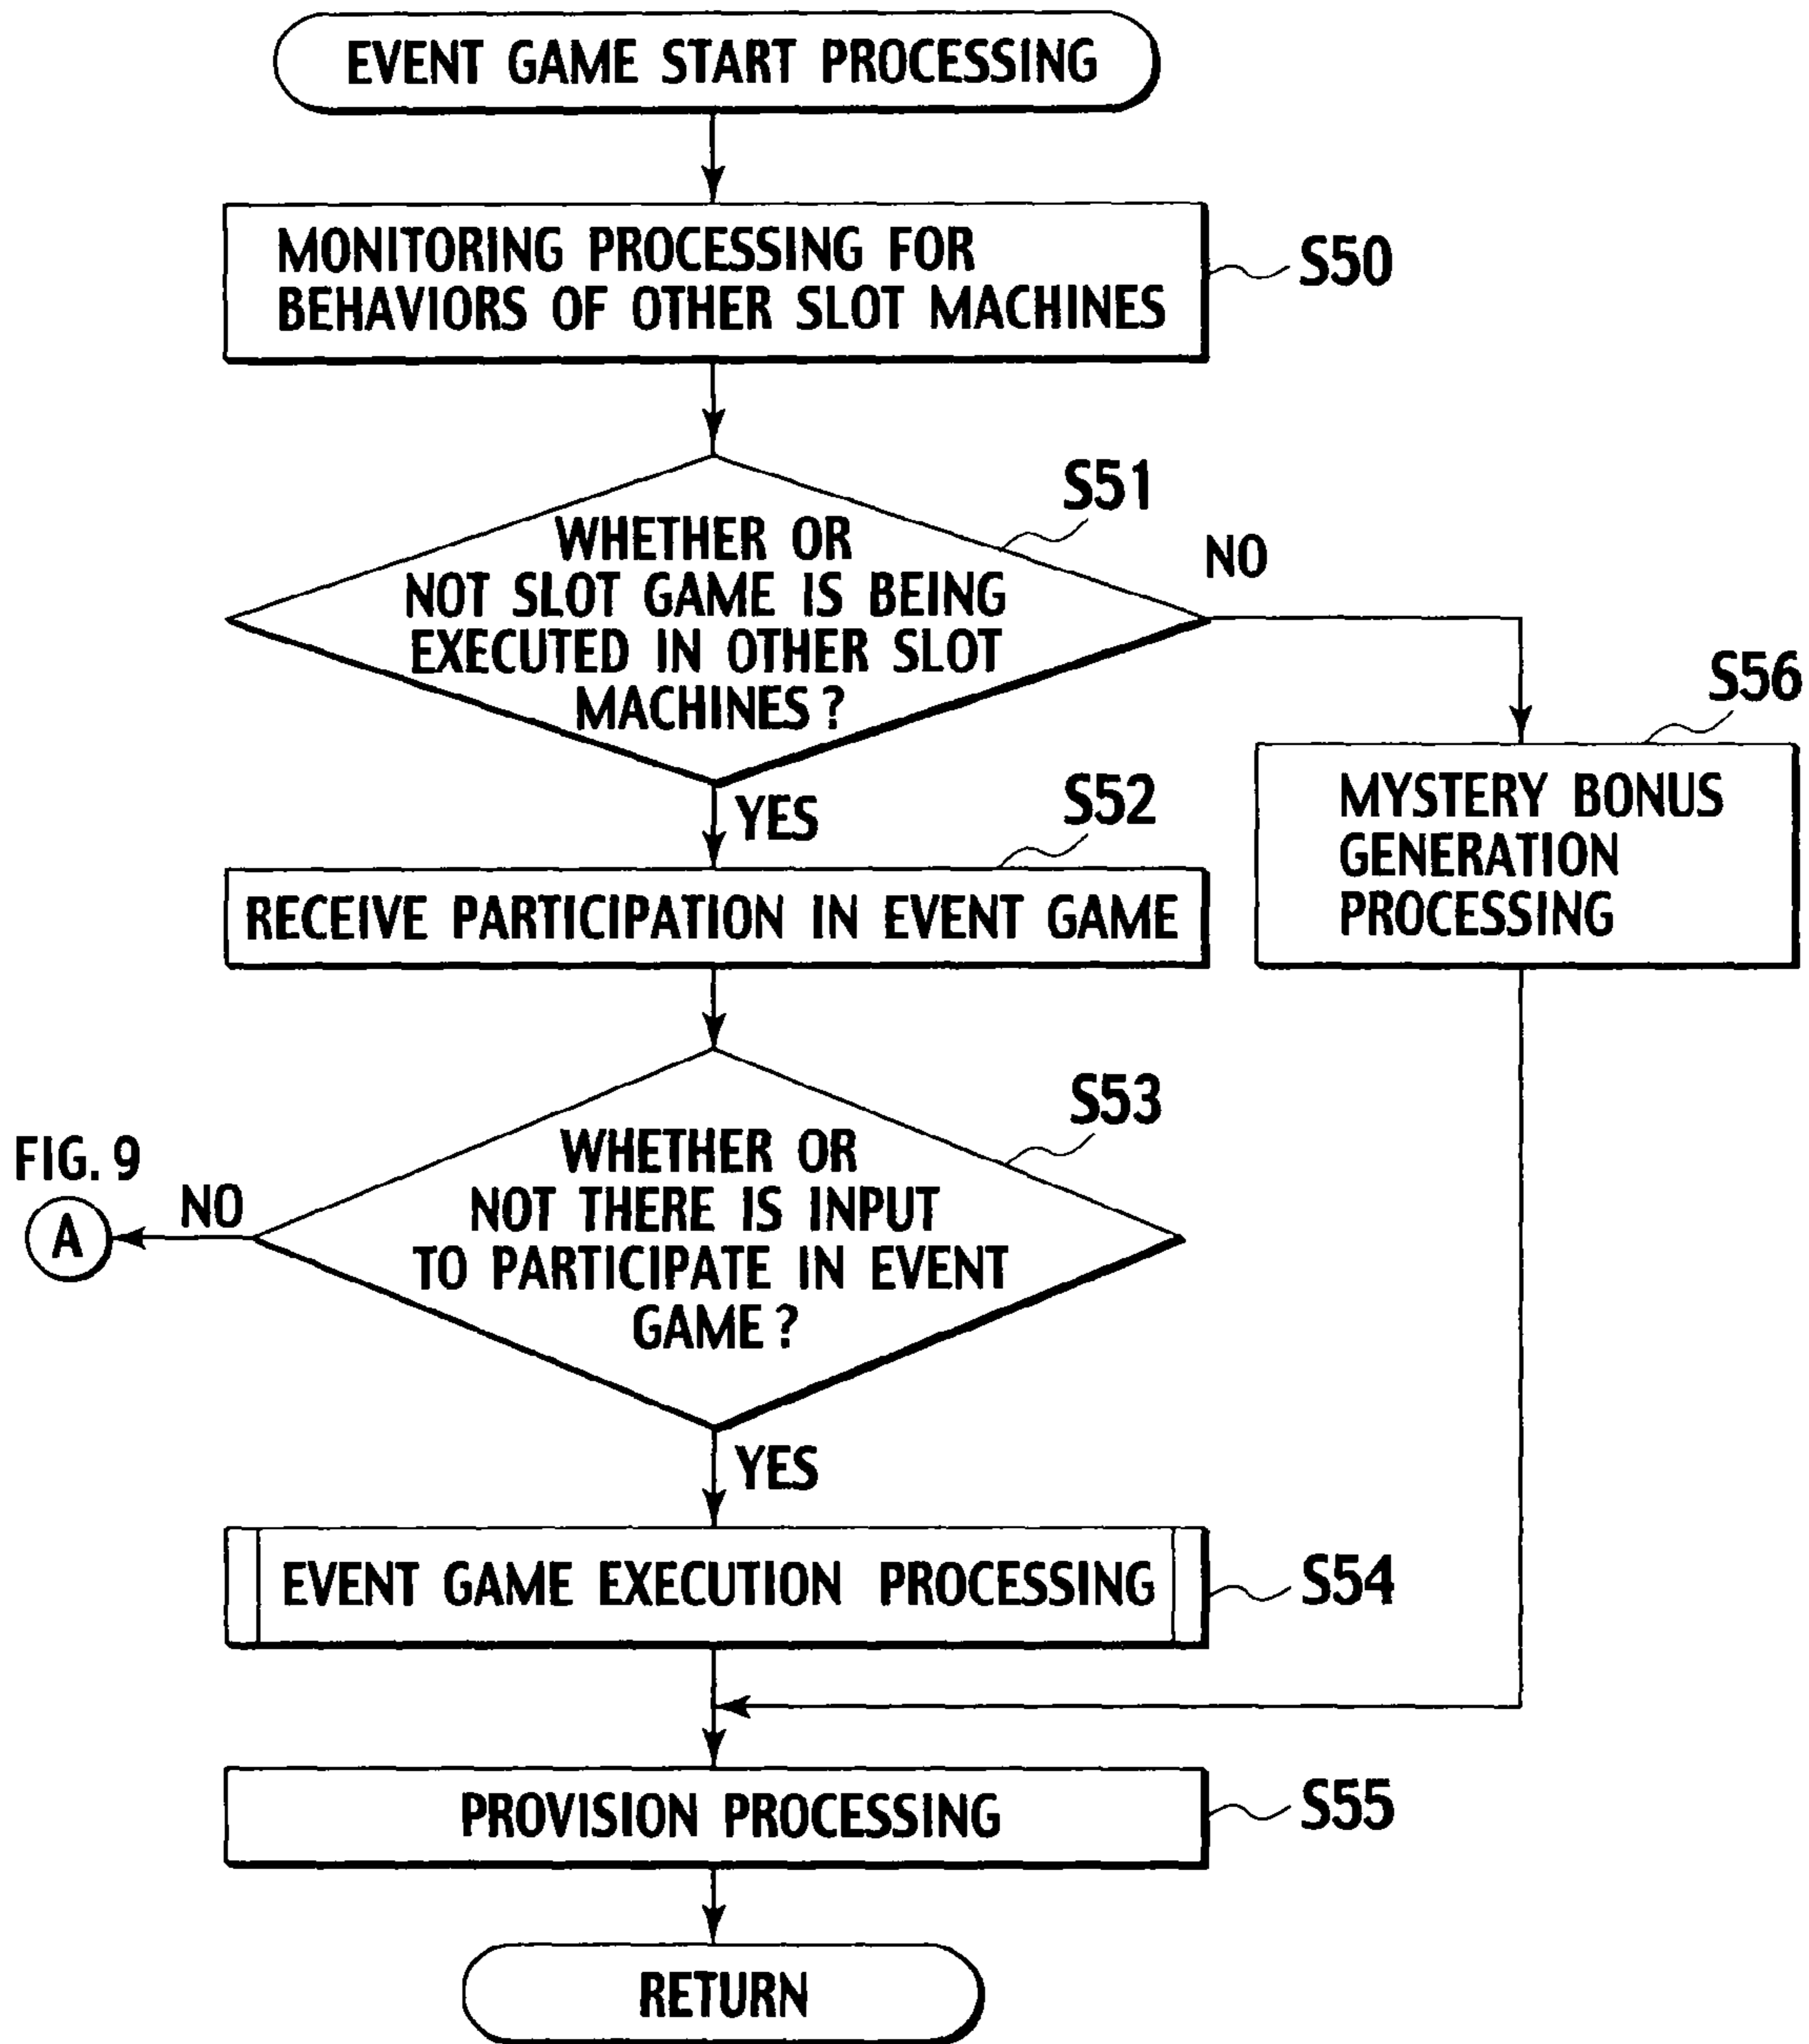 EVENT GAME START PROCESSING
MONITORING PROCESSING FOR
BEHAVIORS OF OTHER SLOT MACHINES
S50
S51
WHETHER OR
NOT SLOT GAME IS BEING
EXECUTED IN OTHER SLOT
MACHINES?
NO
YES
S56
MYSTERY BONUS
GENERATION
PROCESSING
S52
RECEIVE PARTICIPATION IN EVENT GAME
S53
WHETHER OR
NOT THERE IS INPUT
TO PARTICIPATE IN EVENT
GAME?
FIG. 9
A
NO
YES
EVENT GAME EXECUTION PROCESSING
S54
PROVISION PROCESSING
S55
RETURN